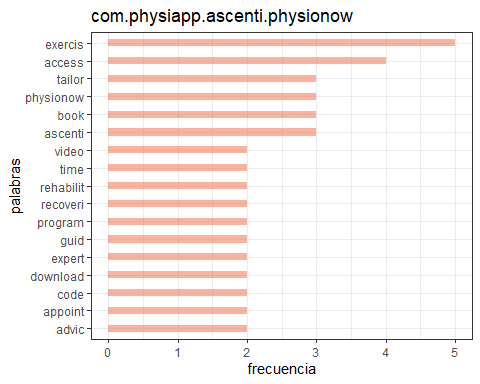 com.physiapp.ascenti.physionow
exercis
access
tailor
physionow
book
ascenti
video
time
rehabilit
recoveri
program
guid
expert
download
code
appoint
advic
palabras
0 1 2 3 4 5
frecuencia